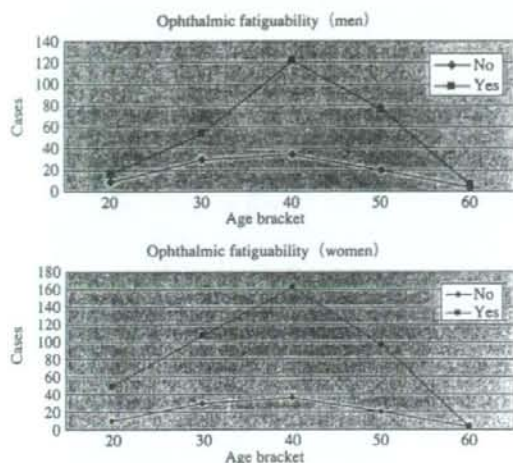 Ophthalmic fatiguability (men)
140
120
100
80
60
40
20
0
Cases
No
Yes
20 30 40 50 60
Age bracket
Ophthalmic fatiguability (women)
180
160
140
120
100
80
60
40
20
0
Cases
No
Yes
20 30 40 50 60
Age bracket